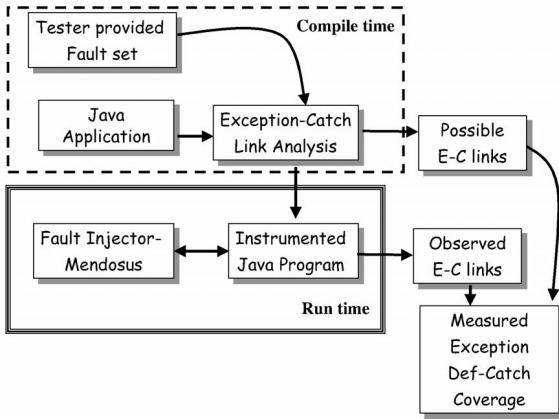 Tester provided
Fault set
Compile time
Java
Application
Exception-Catch
Link Analysis
Possible
E-C links
Fault Injector-
Mendosus
Instrumented
Java Program
Observed
E-C links
Run time
Measured
Exception
Def-Catch
Coverage